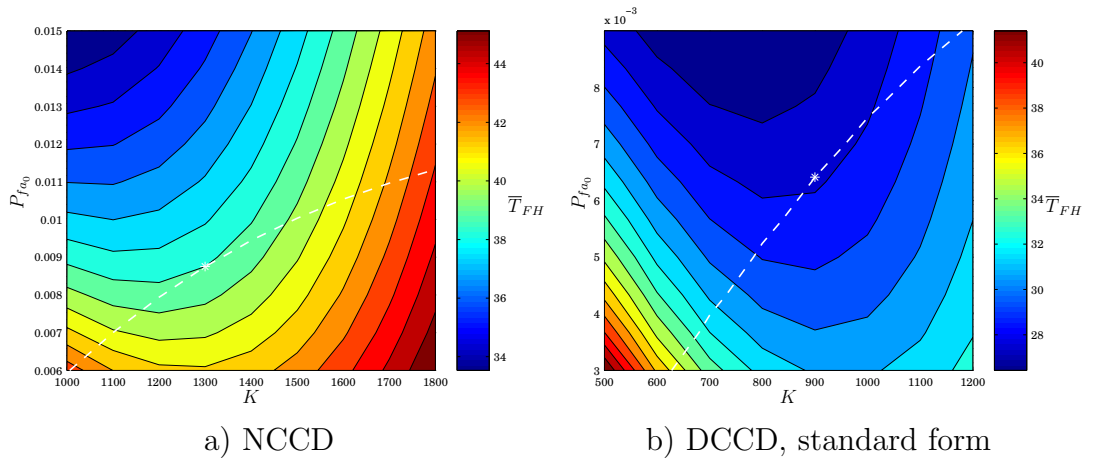 x 10⁻³
0.015
0.014
0.013
0.012
0.011
0.01
0.009
0.008
0.007
0.006
P_{fa_0}
1000 1100 1200 1300 1400 1500 1600 1700 1800
K
44
42
40
38
36
34
T̅_{FH}
8
7
6
5
4
3
P_{fa_0}
500 600 700 800 900 1000 1100 1200
K
40
38
36
34
32
30
28
T̅_{FH}
a) NCCD
b) DCCD, standard form